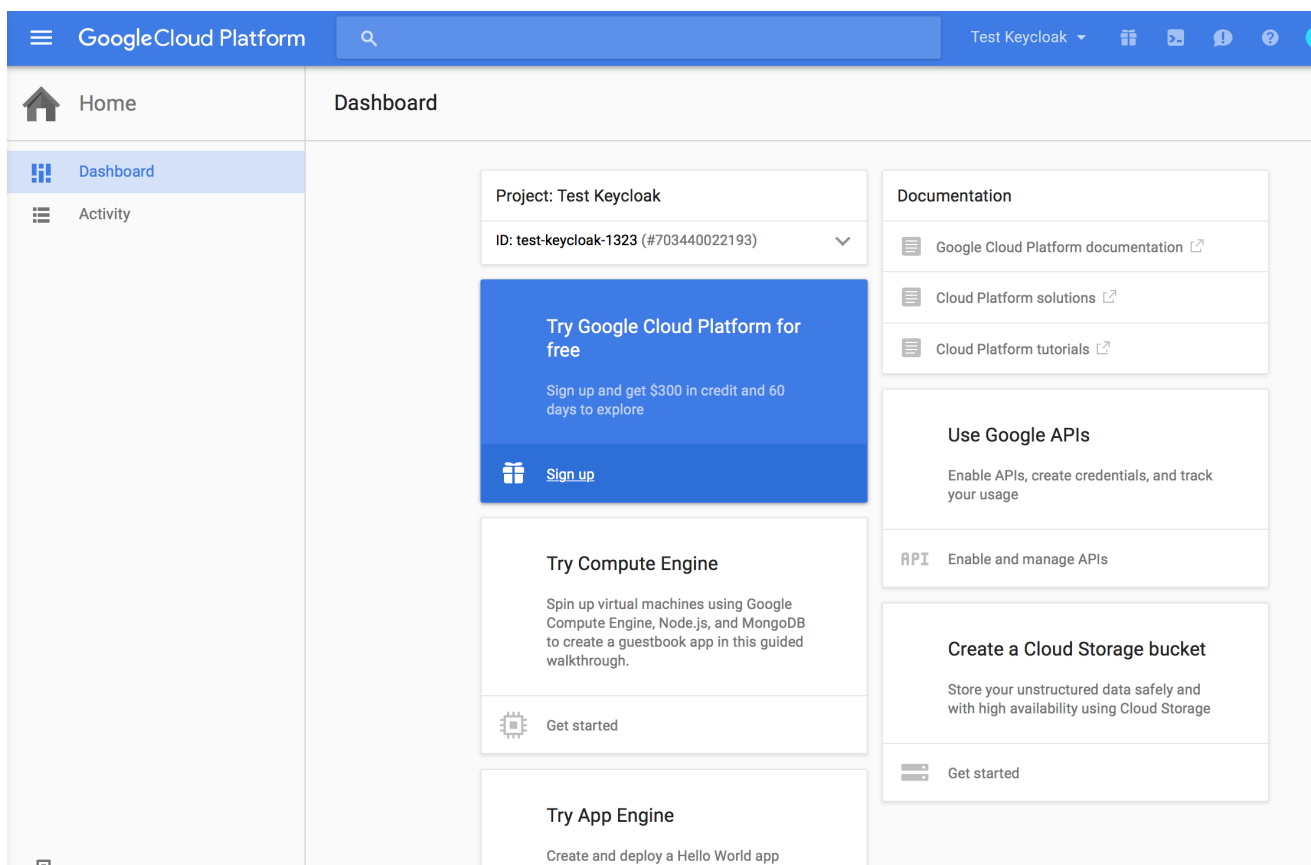 Google Cloud Platform
Test Keycloak
Home
Dashboard
Dashboard
Activity
Project: Test Keycloak
ID: test-keycloak-1323 (#703440022193)
Try Google Cloud Platform for
free
Sign up and get $300 in credit and 60
days to explore
Sign up
Try Compute Engine
Spin up virtual machines using Google
Compute Engine, Node.js, and MongoDB
to create a guestbook app in this guided
walkthrough.
Get started
Try App Engine
Create and deploy a Hello World app
Documentation
Google Cloud Platform documentation
Cloud Platform solutions
Cloud Platform tutorials
Use Google APIs
Enable APIs, create credentials, and track
your usage
API Enable and manage APIs
Create a Cloud Storage bucket
Store your unstructured data safely and
with high availability using Cloud Storage
Get started